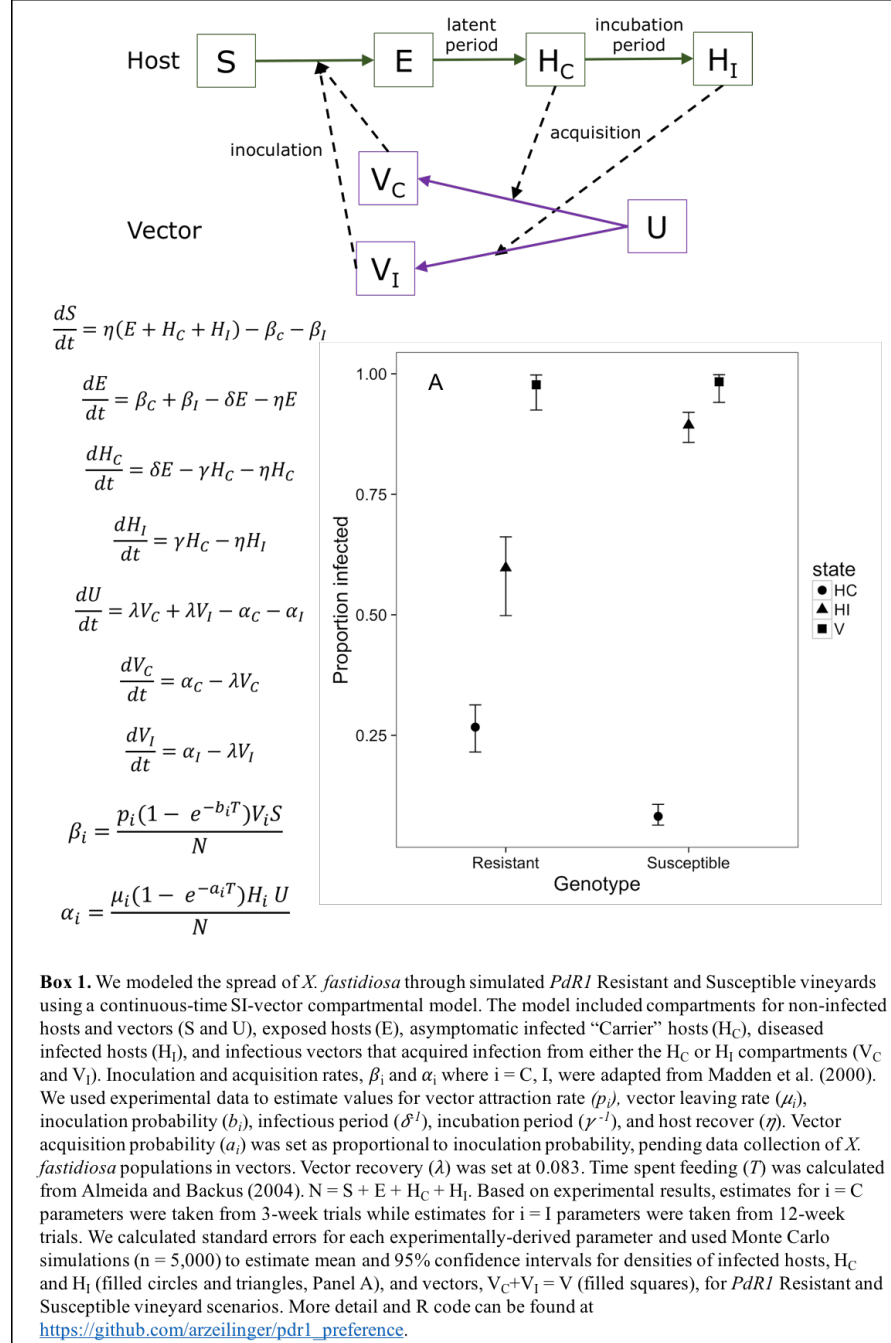 latent
period
incubation
period
Host
S
E
H_C
H_I
inoculation
acquisition
V_C
Vector
U
V_I
dS/dt = η(E + H_C + H_I) − β_c − β_I
dE/dt = β_C + β_I − δE − ηE
dH_C/dt = δE − γH_C − ηH_C
dH_I/dt = γH_C − ηH_I
dU/dt = λV_C + λV_I − α_C − α_I
dV_C/dt = α_C − λV_C
dV_I/dt = α_I − λV_I
β_i = p_i(1 − e^{−b_iT})V_iS / N
α_i = μ_i(1 − e^{−a_iT})H_i U / N
A
1.00
0.75
0.50
0.25
Proportion infected
Resistant
Susceptible
Genotype
state
HC
HI
V
Box 1. We modeled the spread of X. fastidiosa through simulated PdR1 Resistant and Susceptible vineyards
using a continuous-time SI-vector compartmental model. The model included compartments for non-infected
hosts and vectors (S and U), exposed hosts (E), asymptomatic infected “Carrier” hosts (H_C), diseased
infected hosts (H_I), and infectious vectors that acquired infection from either the H_C or H_I compartments (V_C
and V_I). Inoculation and acquisition rates, β_i and α_i where i = C, I, were adapted from Madden et al. (2000).
We used experimental data to estimate values for vector attraction rate (p_i), vector leaving rate (μ_i),
inoculation probability (b_i), infectious period (δ^-1), incubation period (γ^-1), and host recover (η). Vector
acquisition probability (a_i) was set as proportional to inoculation probability, pending data collection of X.
fastidiosa populations in vectors. Vector recovery (λ) was set at 0.083. Time spent feeding (T) was calculated
from Almeida and Backus (2004). N = S + E + H_C + H_I. Based on experimental results, estimates for i = C
parameters were taken from 3-week trials while estimates for i = I parameters were taken from 12-week
trials. We calculated standard errors for each experimentally-derived parameter and used Monte Carlo
simulations (n = 5,000) to estimate mean and 95% confidence intervals for densities of infected hosts, H_C
and H_I (filled circles and triangles, Panel A), and vectors, V_C+V_I = V (filled squares), for PdR1 Resistant and
Susceptible vineyard scenarios. More detail and R code can be found at
https://github.com/arzeilinger/pdr1_preference.